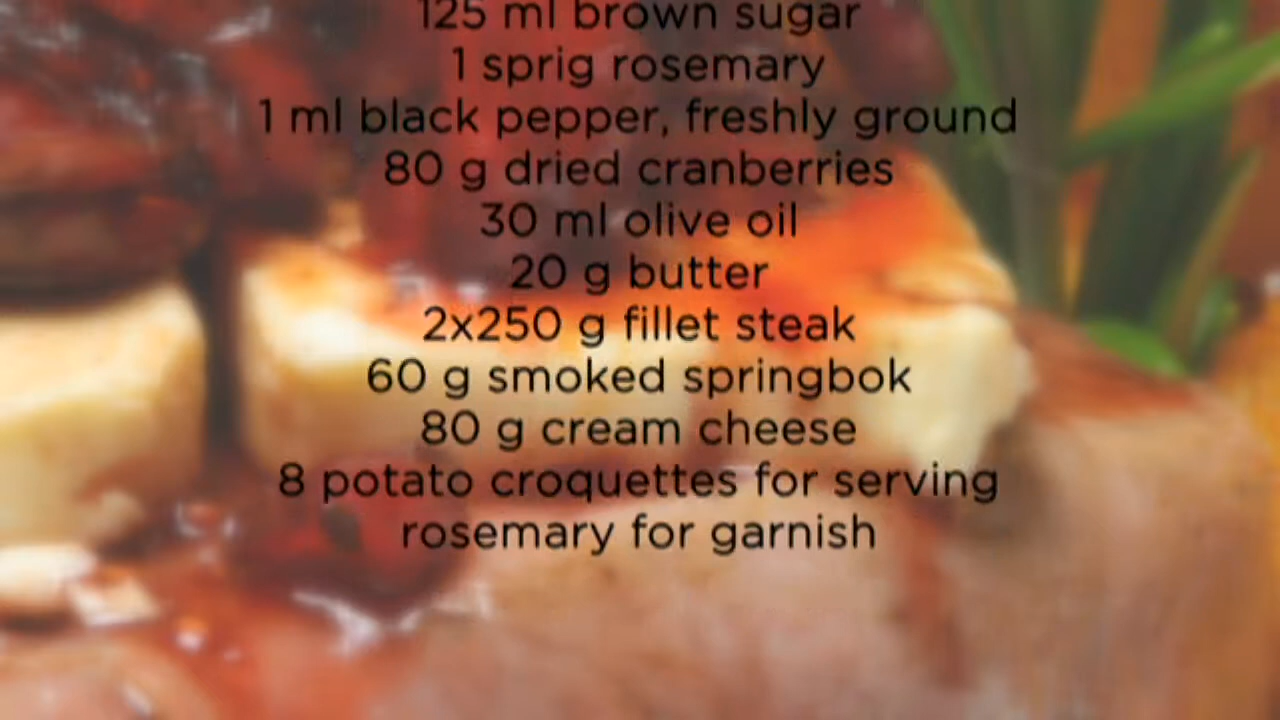 125 ml brown sugar
1 sprig rosemary
1 ml black pepper, freshly ground
80 g dried cranberries
30 ml olive oil
20 g butter
2x250 g fillet steak
60 g smoked springbok
80 g cream cheese
8 potato croquettes for serving
rosemary for garnish